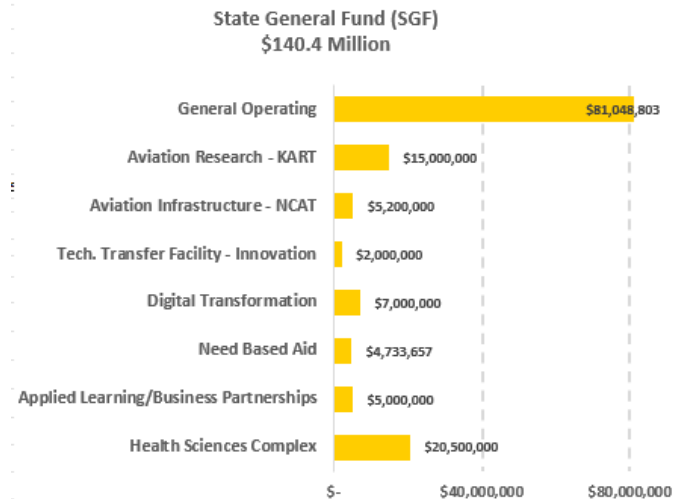 State General Fund (SGF)
$140.4 Million
General Operating $81,048,803
Aviation Research - KART $15,000,000
Aviation Infrastructure - NCAT $5,200,000
Tech. Transfer Facility - Innovation $2,000,000
Digital Transformation $7,000,000
Need Based Aid $4,733,657
Applied Learning/Business Partnerships $5,000,000
Health Sciences Complex $20,500,000
$- $40,000,000 $80,000,000